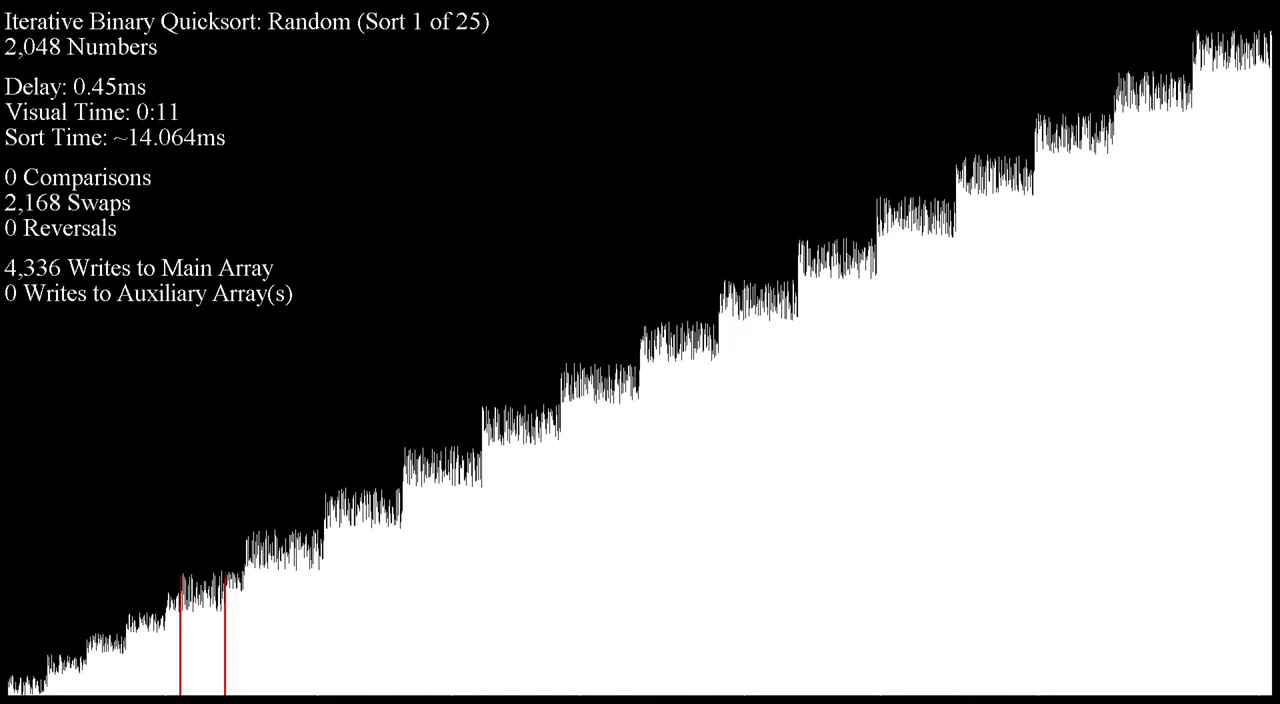 Iterative Binary Quicksort: Random (Sort 1 of 25)
2,048 Numbers
Delay: 0.45ms
Visual Time: 0:11
Sort Time: ~14.064ms
0 Comparisons
2,168 Swaps
0 Reversals
4,336 Writes to Main Array
0 Writes to Auxiliary Array(s)